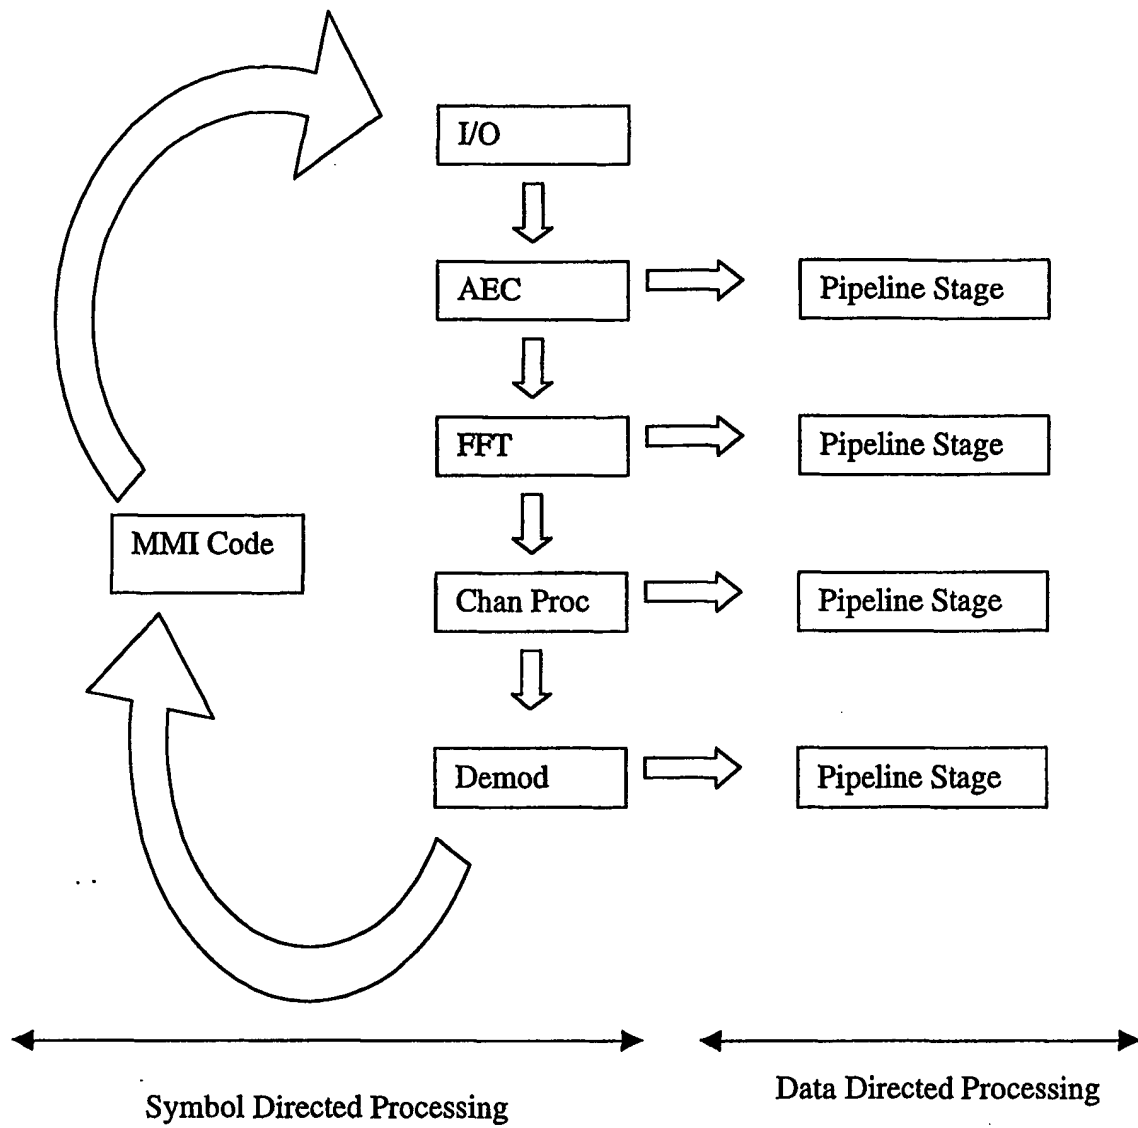 I/O
AEC
Pipeline Stage
FFT
Pipeline Stage
MMI Code
Chan Proc
Pipeline Stage
Demod
Pipeline Stage
Symbol Directed Processing
Data Directed Processing